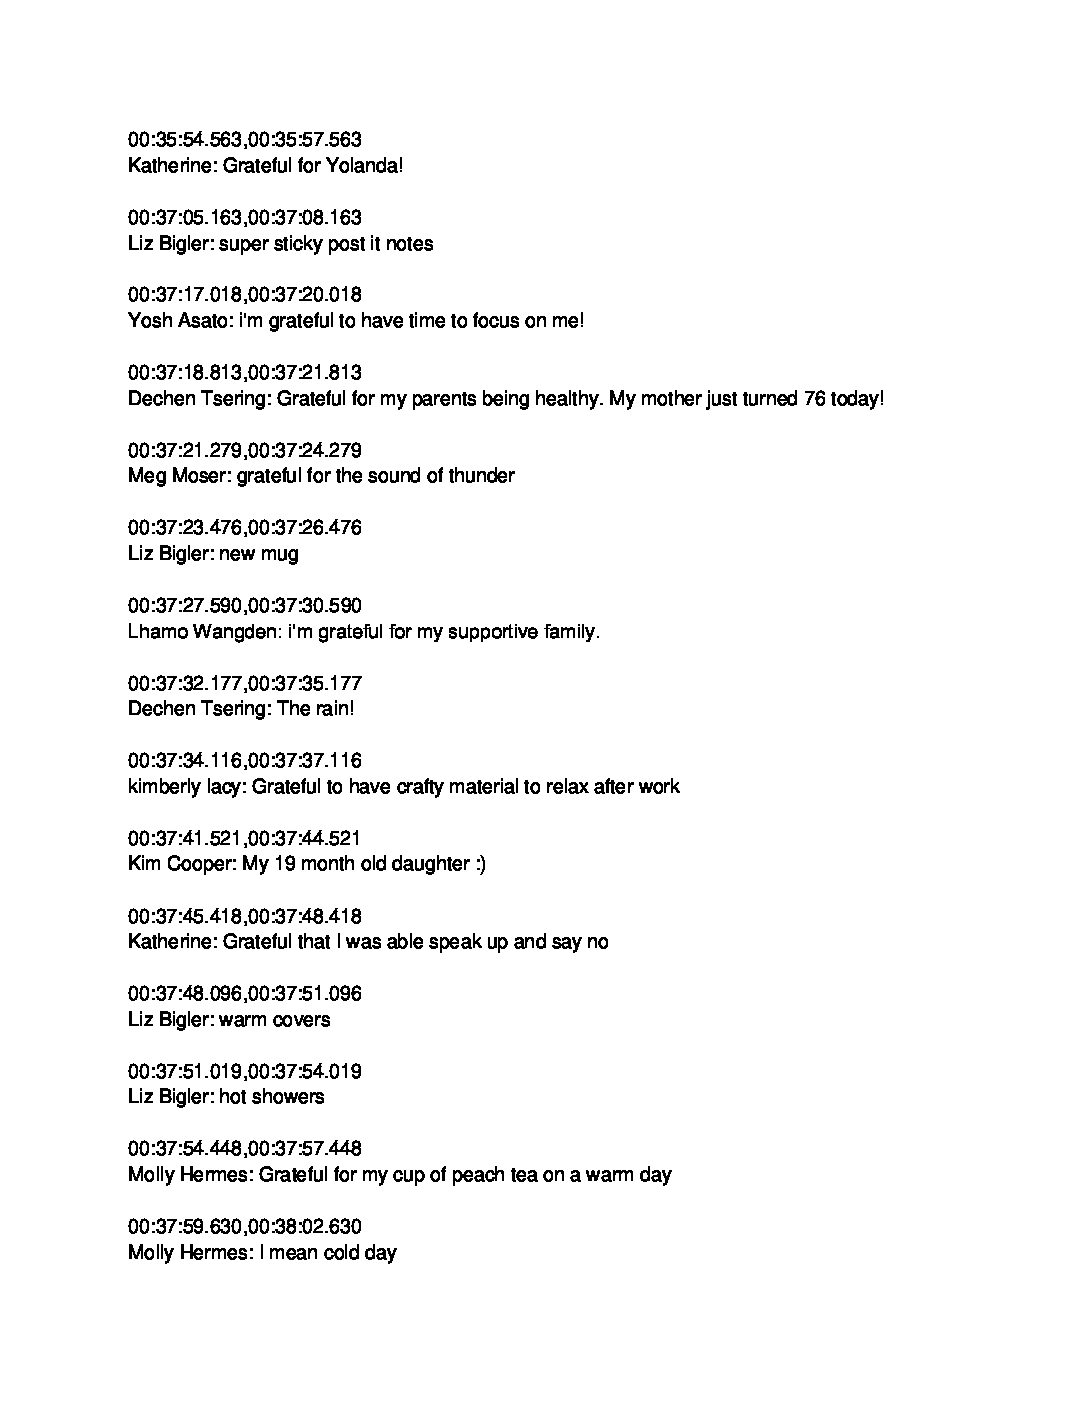 00:35:54.563,00:35:57.563
Katherine: Grateful for Yolanda!
00:37:05.163,00:37:08.163
Liz Bigler: super sticky post it notes
00:37:17.018,00:37:20.018
Yosh Asato: i'm grateful to have time to focus on me!
00:37:18.813,00:37:21.813
Dechen Tsering: Grateful for my parents being healthy. My mother just turned 76 today!
00:37:21.279,00:37:24.279
Meg Moser: grateful for the sound of thunder
00:37:23.476,00:37:26.476
Liz Bigler: new mug
00:37:27.590,00:37:30.590
Lhamo Wangden: i'm grateful for my supportive family.
00:37:32.177,00:37:35.177
Dechen Tsering: The rain!
00:37:34.116,00:37:37.116
kimberly lacy: Grateful to have crafty material to relax after work
00:37:41.521,00:37:44.521
Kim Cooper: My 19 month old daughter :)
00:37:45.418,00:37:48.418
Katherine: Grateful that I was able speak up and say no
00:37:48.096,00:37:51.096
Liz Bigler: warm covers
00:37:51.019,00:37:54.019
Liz Bigler: hot showers
00:37:54.448,00:37:57.448
Molly Hermes: Grateful for my cup of peach tea on a warm day
00:37:59.630,00:38:02.630
Molly Hermes: I mean cold day